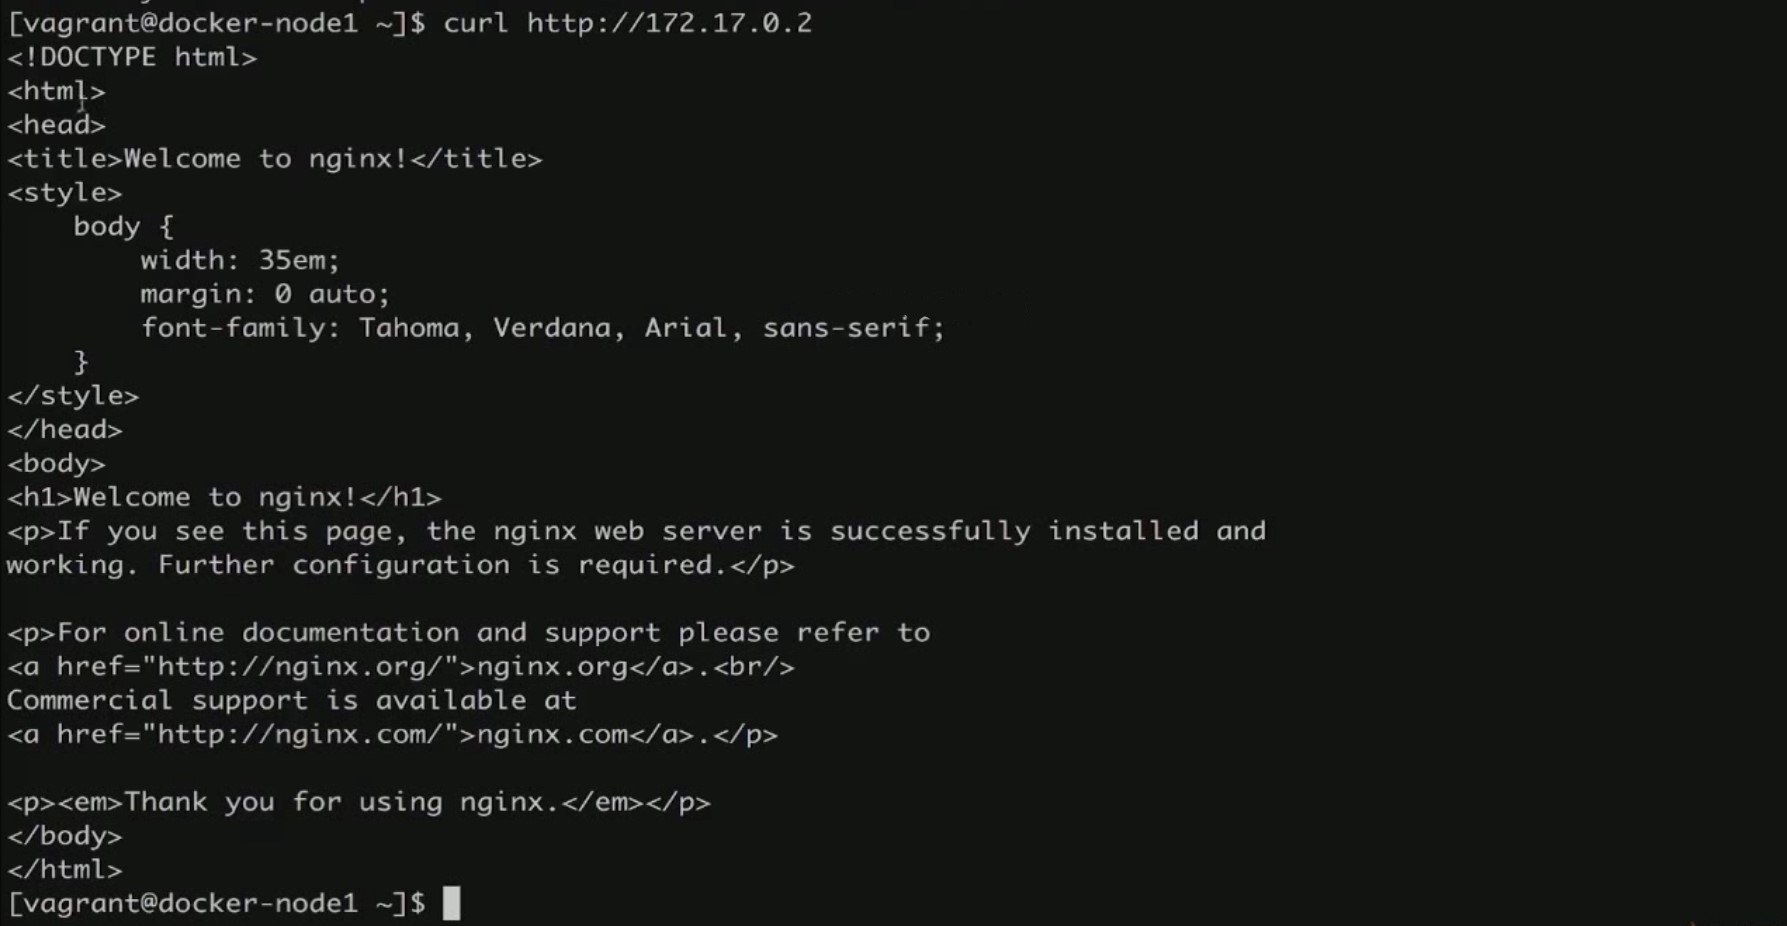 [vagrant@docker-node1 ~]$ curl http://172.17.0.2
<!DOCTYPE html>
<html>
<head>
<title>Welcome to nginx!</title>
<style>
    body {
        width: 35em;
        margin: 0 auto;
        font-family: Tahoma, Verdana, Arial, sans-serif;
    }
</style>
</head>
<body>
<h1>Welcome to nginx!</h1>
<p>If you see this page, the nginx web server is successfully installed and
working. Further configuration is required.</p>

<p>For online documentation and support please refer to
<a href="http://nginx.org/">nginx.org</a>.<br/>
Commercial support is available at
<a href="http://nginx.com/">nginx.com</a>.</p>

<p><em>Thank you for using nginx.</em></p>
</body>
</html>
[vagrant@docker-node1 ~]$